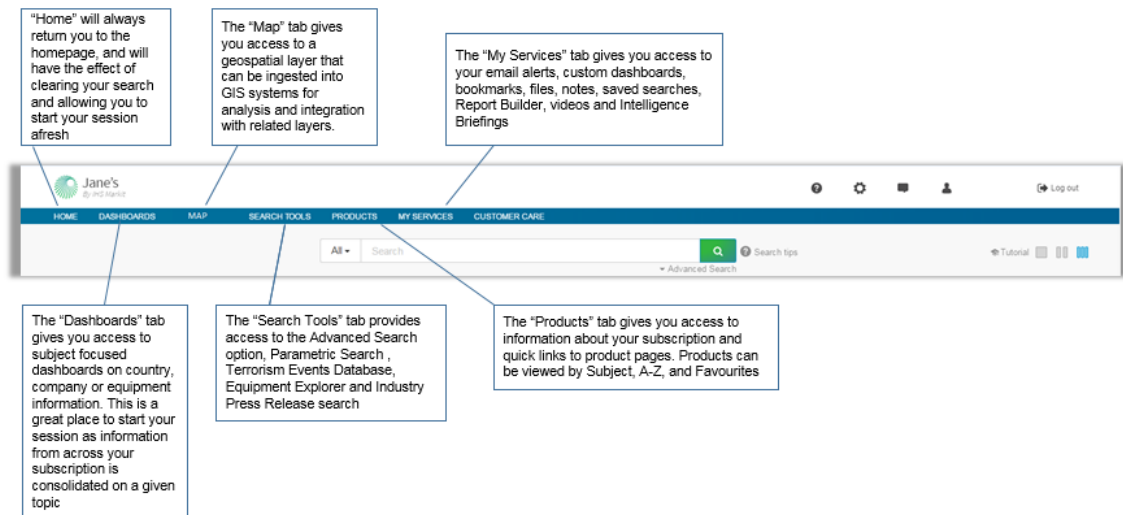 "Home" will always
return you to the
homepage, and will
have the effect of
clearing your search
and allowing you to
start your session
afresh
The "Map" tab gives
you access to a
geospatial layer that
can be ingested into
GIS systems for
analysis and integration
with related layers.
The "My Services" tab gives you access to
your email alerts, custom dashboards,
bookmarks, files, notes, saved searches,
Report Builder, videos and Intelligence
Briefings
Jane's
By IHS Markit
Log out
HOME DASHBOARDS MAP SEARCH TOOLS PRODUCTS MY SERVICES CUSTOMER CARE
All Search Search tips Tutorial
Advanced Search
The "Dashboards" tab
gives you access to
subject focused
dashboards on country,
company or equipment
information. This is a
great place to start your
session as information
from across your
subscription is
consolidated on a given
topic
The "Search Tools" tab provides
access to the Advanced Search
option, Parametric Search ,
Terrorism Events Database,
Equipment Explorer and Industry
Press Release search
The "Products" tab gives you access to
information about your subscription and
quick links to product pages. Products can
be viewed by Subject, A-Z, and Favourites